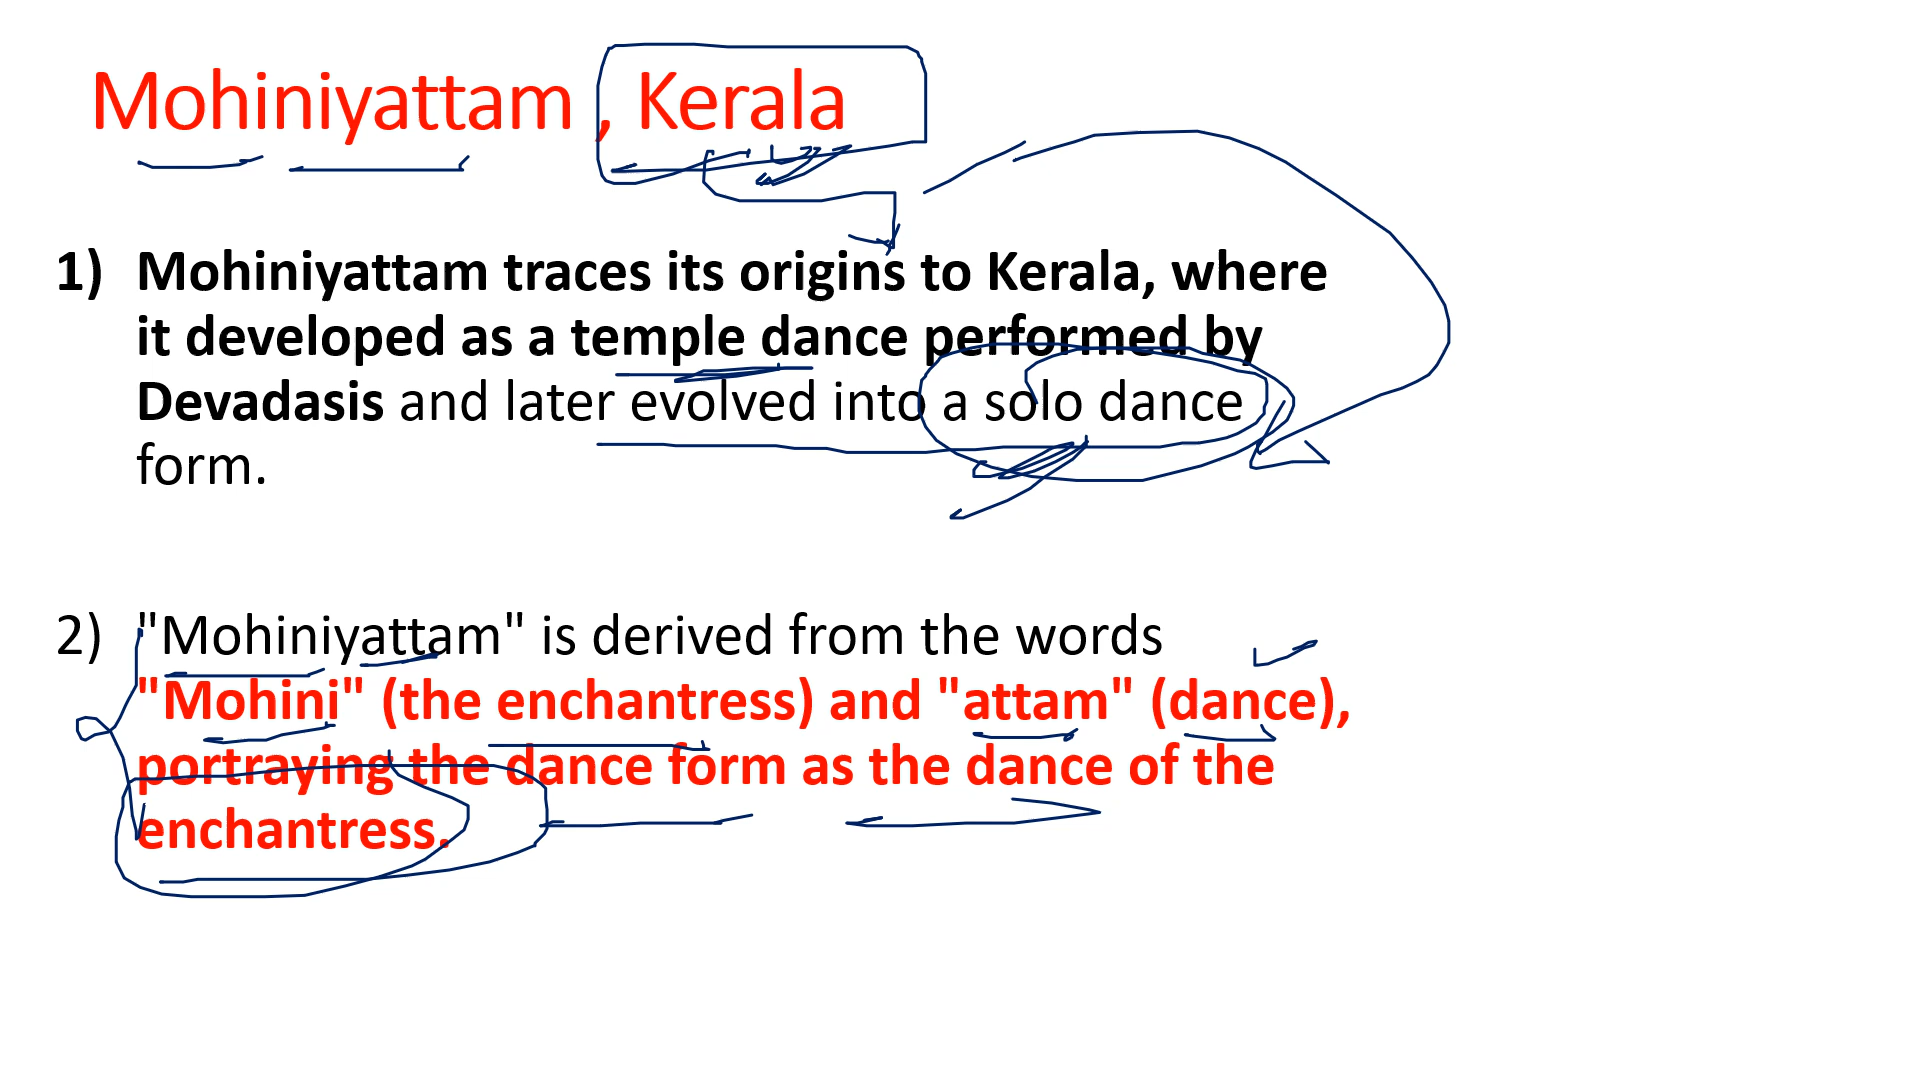 Mohiniyattam , Kerala
1) Mohiniyattam traces its origins to Kerala, where
it developed as a temple dance performed by
Devadasis and later evolved into a solo dance
form.
2) "Mohiniyattam" is derived from the words
"Mohini" (the enchantress) and "attam" (dance),
portraying the dance form as the dance of the
enchantress.